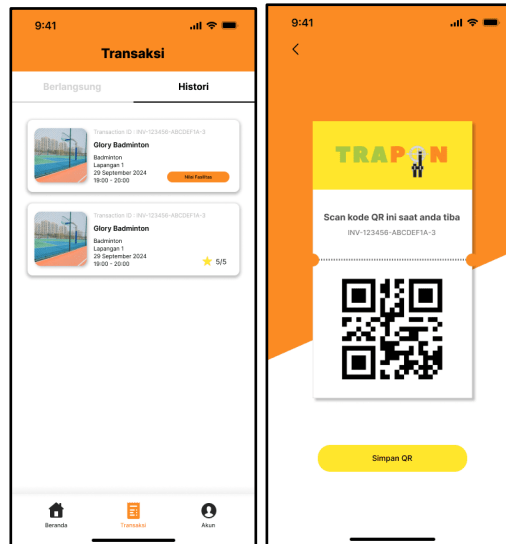 9:41
Transaksi
Berlangsung Histori
Transaction ID : INV-123456-ABCDEF1A-3
Glory Badminton
Badminton
Lapangan 1
29 September 2024
19:00 - 20:00
Nilai Fasilitas
Transaction ID : INV-123456-ABCDEF1A-3
Glory Badminton
Badminton
Lapangan 1
29 September 2024
19:00 - 20:00
5/5
Beranda Transaksi Akun
9:41
TRAPON
Scan kode QR ini saat anda tiba
INV-123456-ABCDEF1A-3
Simpan QR